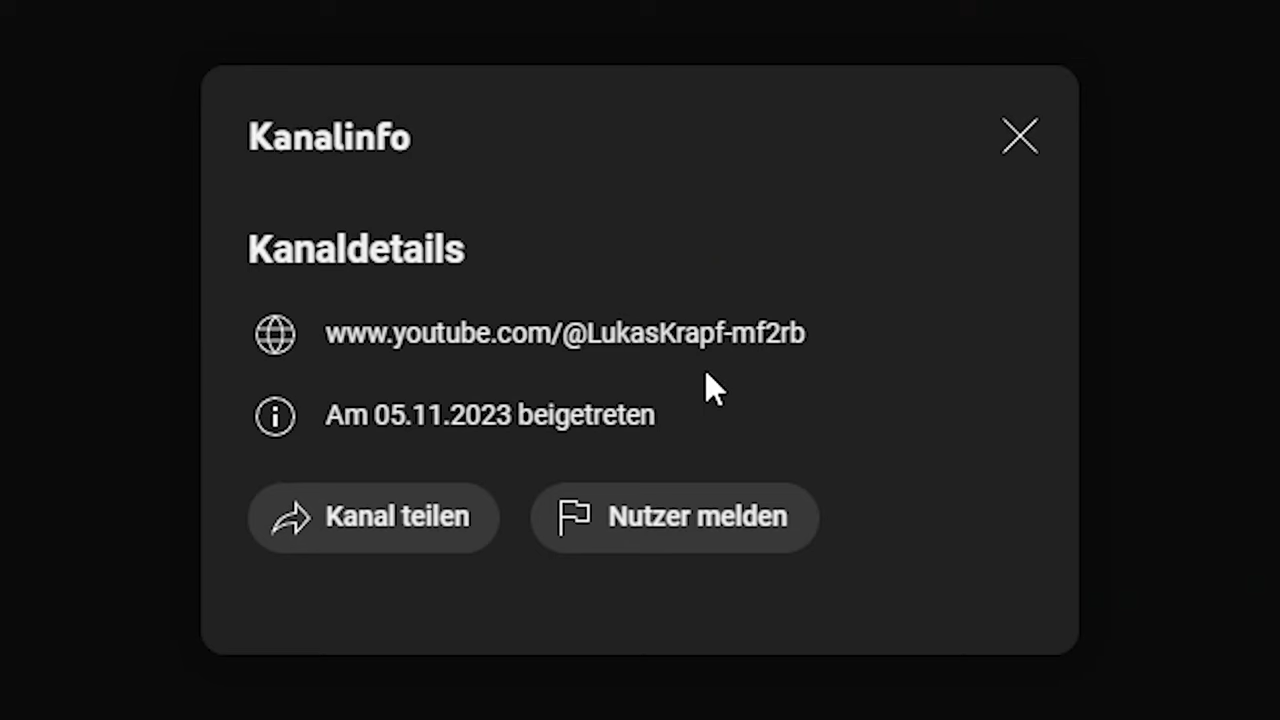 Kanalinfo
Kanaldetails
www.youtube.com/@LukasKrapf-mf2rb
Am 05.11.2023 beigetreten
Kanal teilen
Nutzer melden